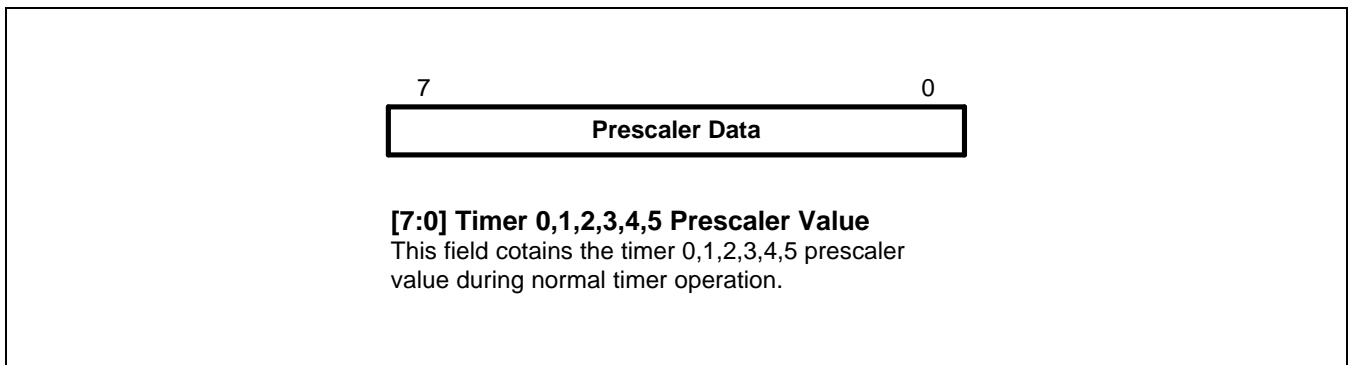 7 0
Prescaler Data
[7:0] Timer 0,1,2,3,4,5 Prescaler Value
This field cotains the timer 0,1,2,3,4,5 prescaler
value during normal timer operation.